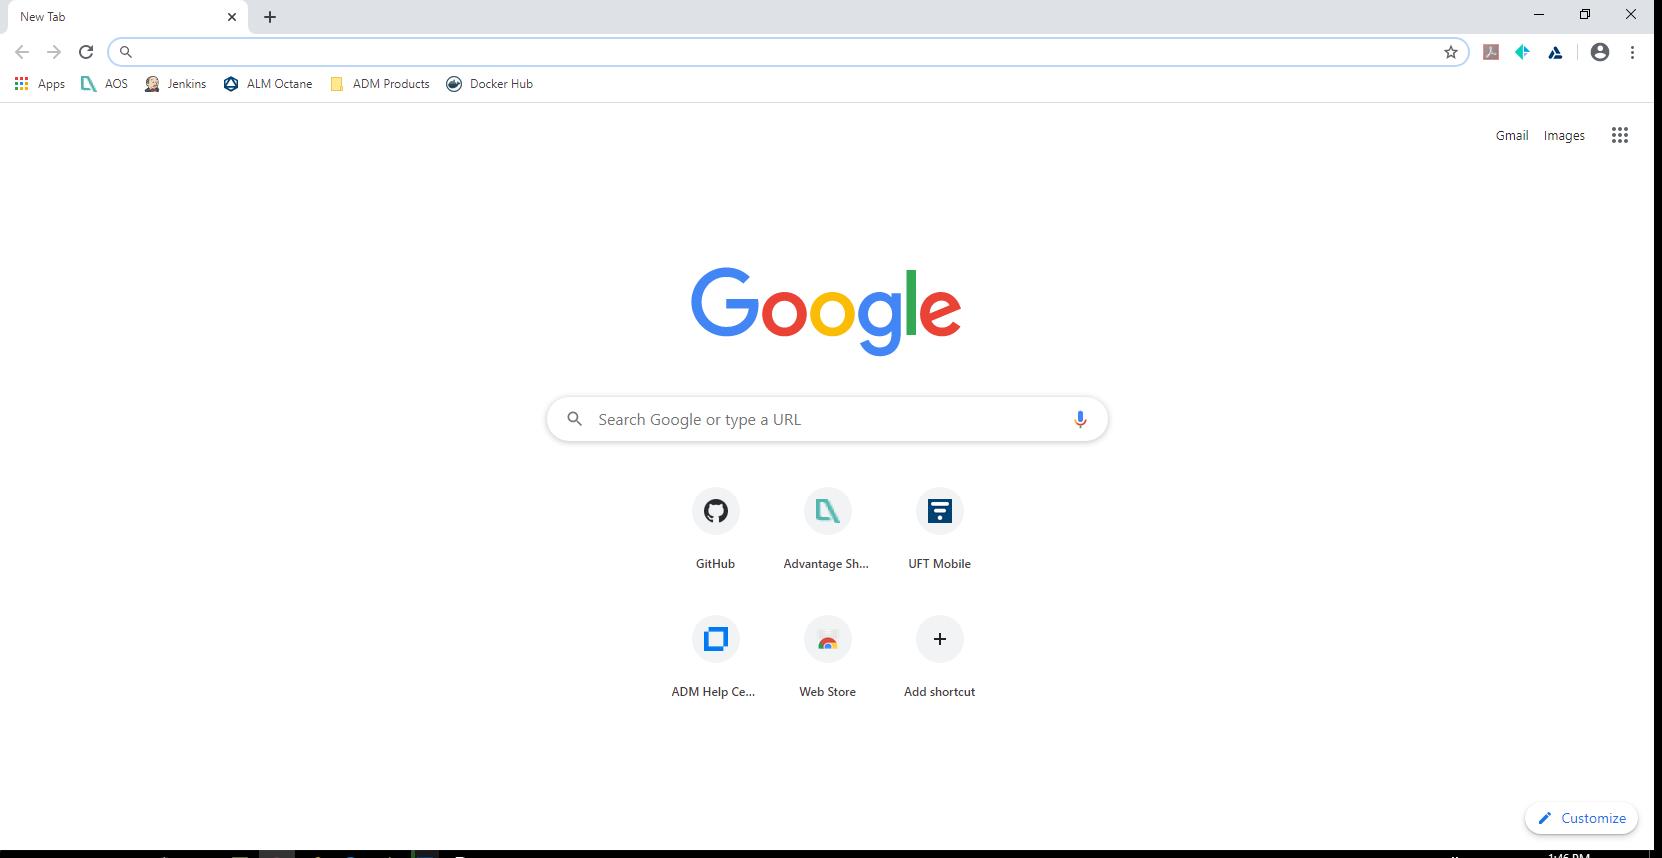 New Tab
Apps AOS Jenkins ALM Octane ADM Products Docker Hub
Gmail Images
Google
Search Google or type a URL
GitHub Advantage Sh... UFT Mobile
ADM Help Ce... Web Store Add shortcut
Customize